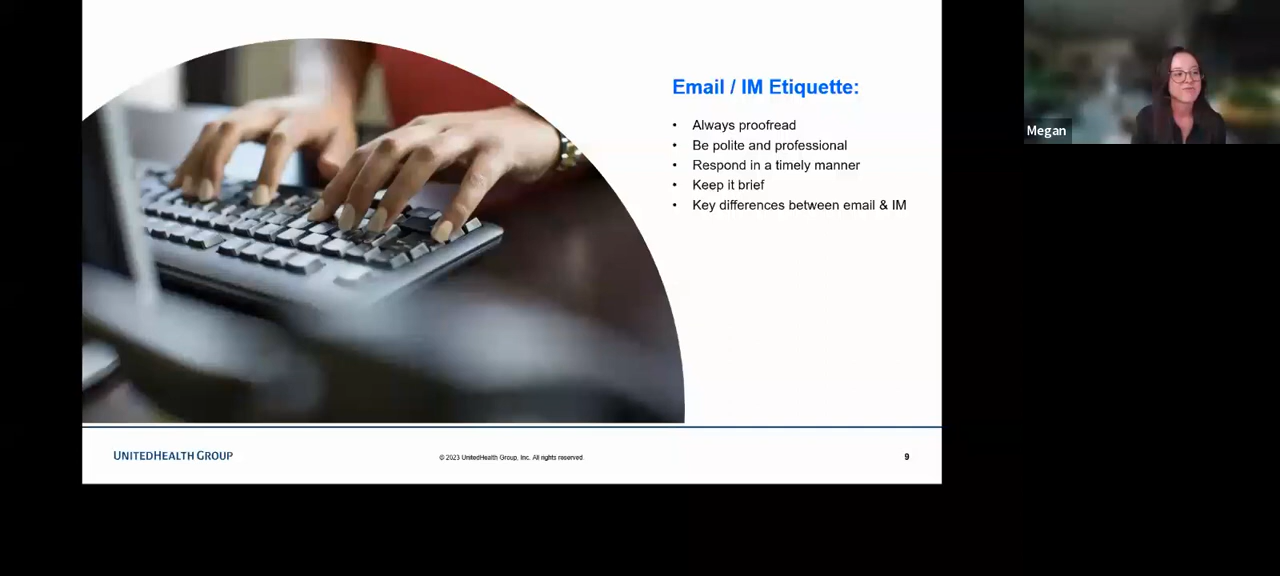 Email / IM Etiquette:
• Always proofread
• Be polite and professional
• Respond in a timely manner
• Keep it brief
• Key differences between email & IM
Megan
UNITEDHEALTH GROUP
© 2023 UnitedHealth Group, Inc. All rights reserved
9